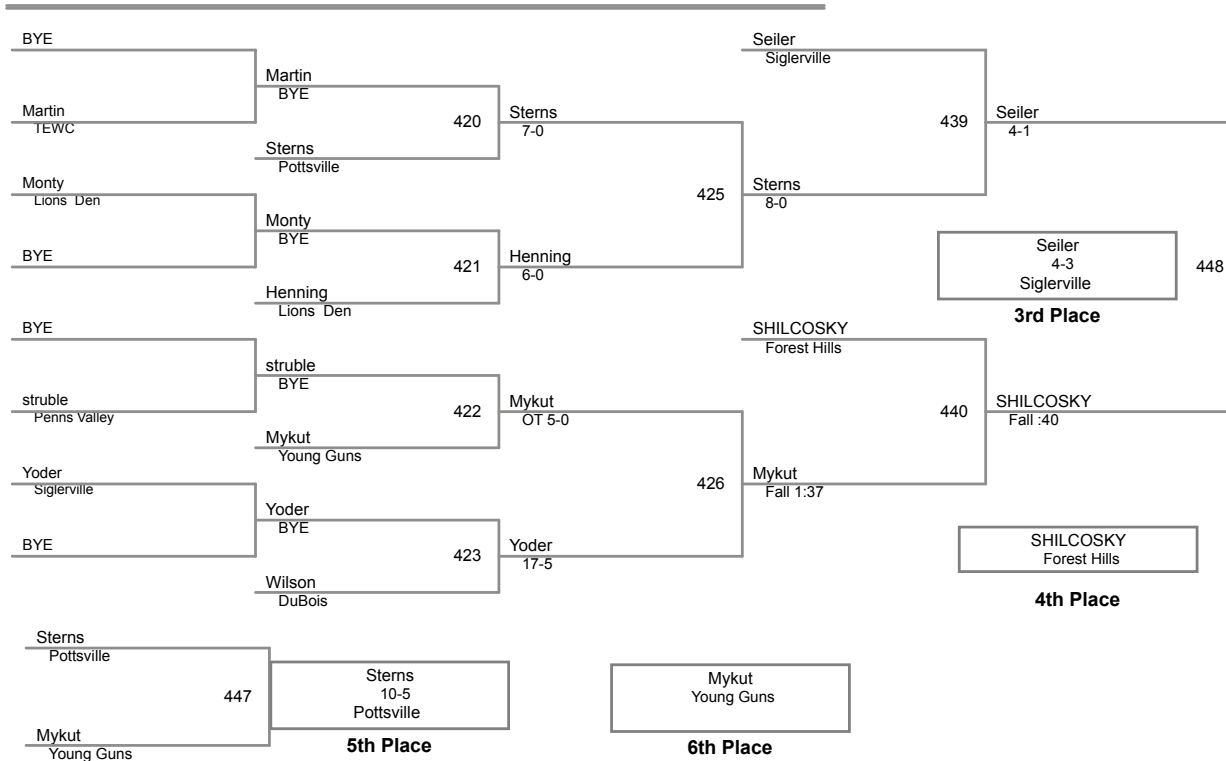 BYE
Martin
TEWC
Martin
BYE
420
Sterns
Pottsville
Sterns
7-0
Monty
Lions Den
BYE
Monty
BYE
421
Henning
Lions Den
Henning
6-0
425
Sterns
8-0
Seiler
Siglerville
439
Seiler
4-1
Seiler
4-3
Siglerville
448
3rd Place
BYE
struble
Penns Valley
struble
BYE
422
Mykut
Young Guns
Mykut
OT 5-0
Yoder
Siglerville
BYE
Yoder
BYE
423
Wilson
DuBois
Yoder
17-5
426
Mykut
Fall 1:37
SHILCOSKY
Forest Hills
440
SHILCOSKY
Fall :40
SHILCOSKY
Forest Hills
4th Place
Sterns
Pottsville
447
Mykut
Young Guns
Sterns
10-5
Pottsville
5th Place
Mykut
Young Guns
6th Place